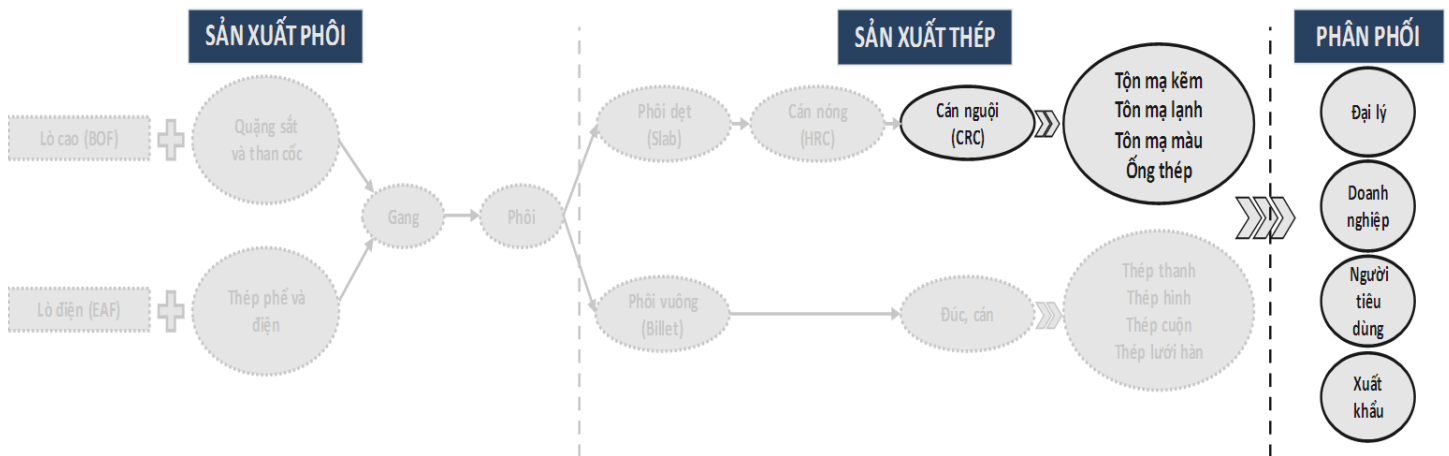 SẢN XUẤT PHÔI
SẢN XUẤT THÉP
PHÂN PHỐI
Lò cao (BOF)
Quặng sắt
và than cốc
Lò điện (EAF)
Thép phế và
điện
Gang
Phôi
Phôi dẹt
(Slab)
Cán nóng
(HRC)
Cán nguội
(CRC)
Tộn mạ kẽm
Tôn mạ lạnh
Tôn mạ màu
Ống thép
Phôi vuông
(Billet)
Đúc, cán
Thép thanh
Thép hình
Thép cuộn
Thép lưới hàn
Đại lý
Doanh
nghiệp
Người
tiêu
dùng
Xuất
khẩu